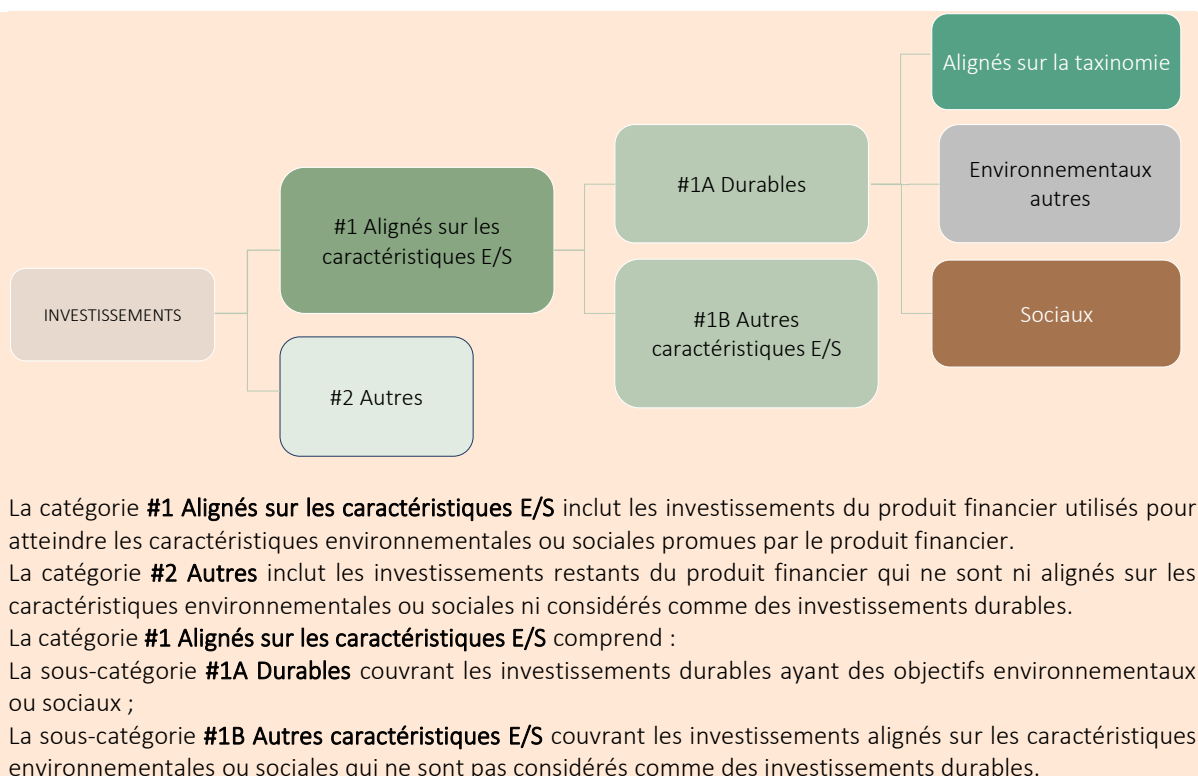 Alignés sur la taxinomie
#1A Durables
Environnementaux
autres
#1 Alignés sur les
caractéristiques E/S
INVESTISSEMENTS
#1B Autres
caractéristiques E/S
Sociaux
#2 Autres
La catégorie #1 Alignés sur les caractéristiques E/S inclut les investissements du produit financier utilisés pour
atteindre les caractéristiques environnementales ou sociales promues par le produit financier.
La catégorie #2 Autres inclut les investissements restants du produit financier qui ne sont ni alignés sur les
caractéristiques environnementales ou sociales ni considérés comme des investissements durables.
La catégorie #1 Alignés sur les caractéristiques E/S comprend :
La sous-catégorie #1A Durables couvrant les investissements durables ayant des objectifs environnementaux
ou sociaux ;
La sous-catégorie #1B Autres caractéristiques E/S couvrant les investissements alignés sur les caractéristiques
environnementales ou sociales qui ne sont pas considérés comme des investissements durables.